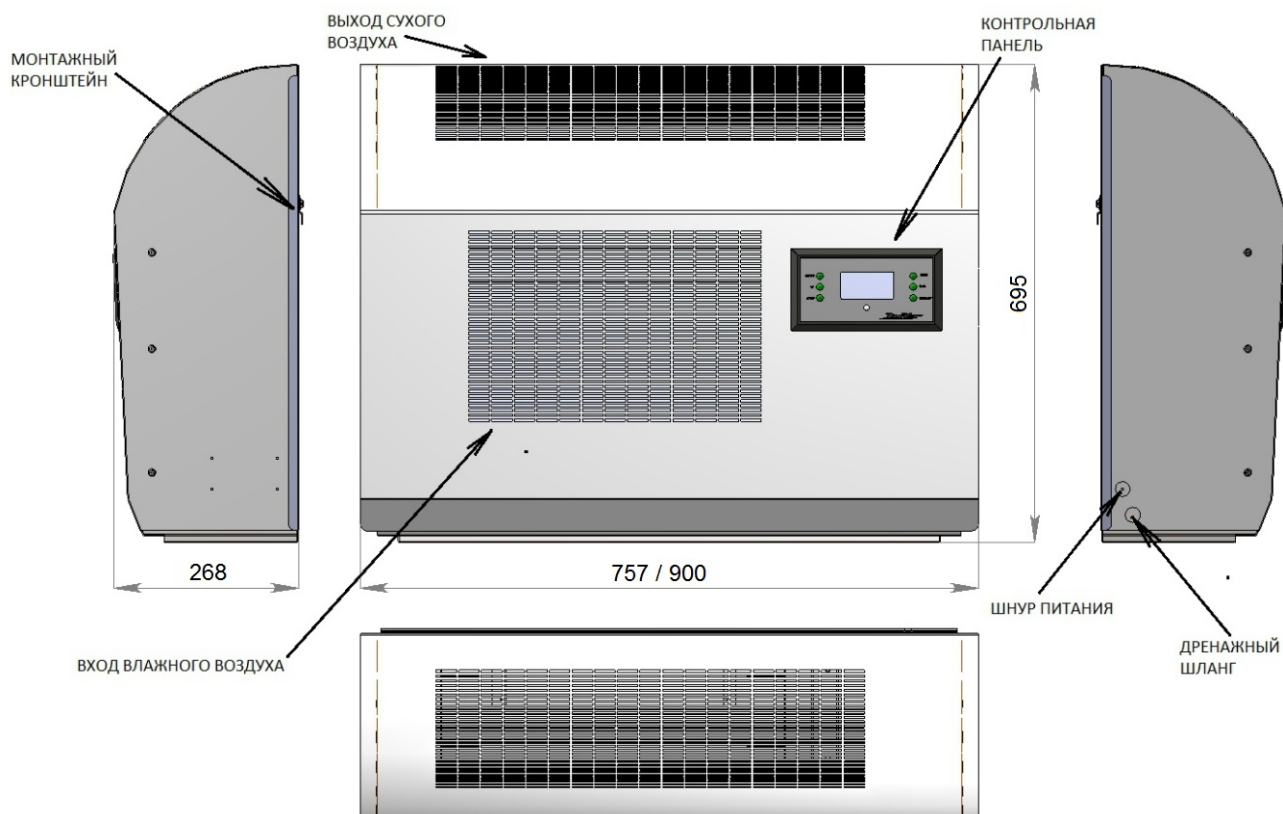 ВЫХОД СУХОГО
ВОЗДУХА
КОНТРОЛЬНАЯ
ПАНЕЛЬ
МОНТАЖНЫЙ
КРОНШТЕЙН
695
268
757 / 900
ШНУР ПИТАНИЯ
ВХОД ВЛАЖНОГО ВОЗДУХА
ДРЕНАЖНЫЙ
ШЛАНГ